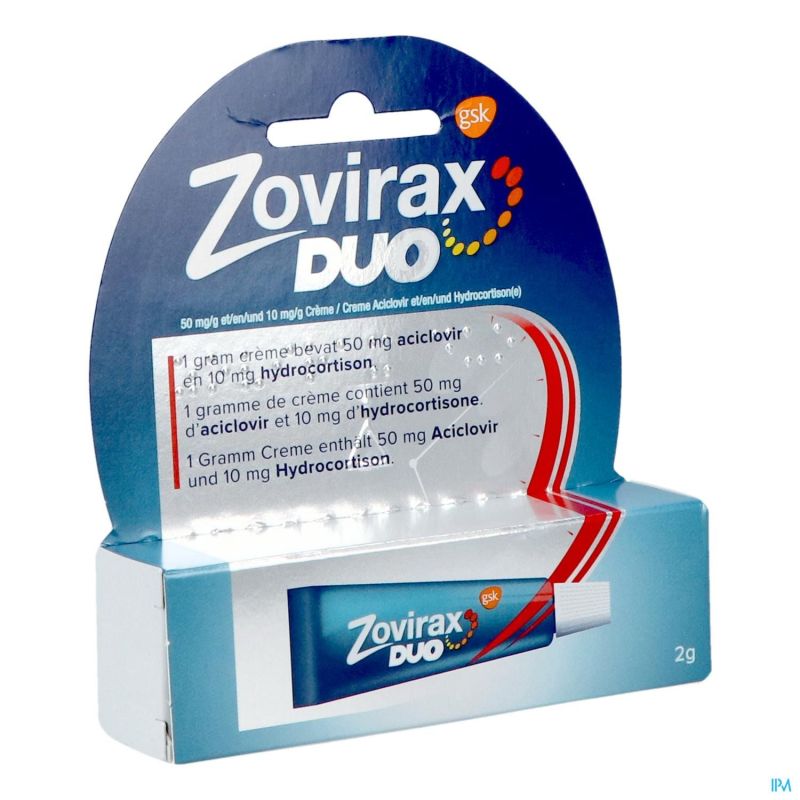 gsk
Zovirax
DUO
50 mg/g et/en/und 10 mg/g Crème / Creme Aciclovir et/en/und Hydrocortison(e)
1 gram crème bevat 50 mg aciclovir
en 10 mg hydrocortison.
1 gramme de crème contient 50 mg
d'aciclovir et 10 mg d'hydrocortisone.
1 Gramm Creme enthält 50 mg Aciclovir
und 10 mg Hydrocortison.
gsk
Zovirax
DUO
2g
IPM